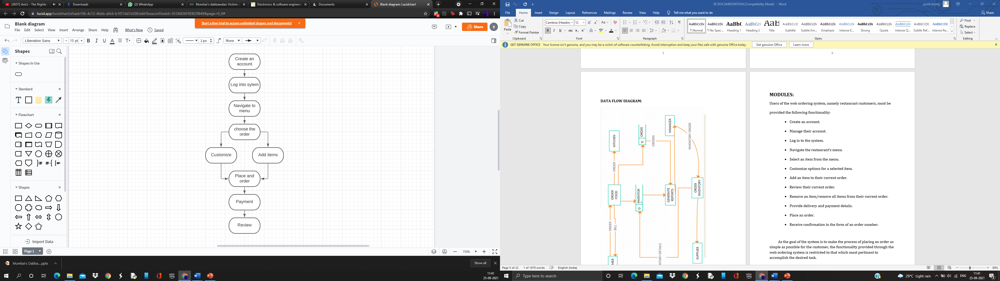 (3657) Avicii - The Nights - 
Downloads
(2) WhatsApp
Mumbai's dabbawalas: Victims o
Electronics & software engineer
Documents
Blank diagram: Lucidchart
lucid.app/lucidchart/e5aeb106-4c12-4bbb-a0c6-b1f57dd7e50f/edit?beaconFlowId=3F246D6F9DB29B49&page=0_0#
Blank diagram
Start a free trial to access unlimited shapes and documents!
File Edit Select View Insert Arrange Share Help What's New Saved
Share 3
Liberation Sans
10 pt
B I U A T
2 px
None
Shapes
Shapes In Use
Standard
T
Flowchart
Shapes
Import Data
Create an
account
Log into sytem
Navigate to
menu
choose the
order
Customize
Add items
Place and
order
Payment
Review
Page 1
75%
Mumbai's Dabba....pptx
Show all
11:41
25-09-2021
SE DOCUMENTATIION [Compatibility Mode] - Word
punit mistry
File Home Insert Design Layout References Mailings Review View Help Tell me what you want to do
Share
Paste
Cut
Copy
Format Painter
Clipboard
Cambria (Heading
12
Font
Paragraph
¶ Normal
¶ No Spac...
Heading 1
Heading 2
Title
Subtitle
Subtle Em...
Emphasis
Intense E...
Strong
Quote
Intense Q...
Subtle Ref...
Intense Re...
Styles
Find
Replace
Select
Editing
GET GENUINE OFFICE Your license isn't genuine, and you may be a victim of software counterfeiting. Avoid interruption and keep your files safe with genuine Office today.
Get genuine Office
Learn more
5
6
DATA FLOW DIAGRAM:
KITCHEN
D ORDER
MANAGER
ORDERS
INVENTORY ORDER
ORDER
ORDER
FOOD
D INVENTOR
GENERATE
REPORTS
ORDER
INVENTORY
ORDER
BILL
TORY DETAILS
SUPPLIER
MER
MODULES:
Users of the web ordering system, namely restaurant customers, must be
provided the following functionality:
• Create an account.
• Manage their account.
• Log in to the system.
• Navigate the restaurant's menu.
• Select an item from the menu.
• Customize options for a selected item.
• Add an item to their current order.
• Review their current order.
• Remove an item/remove all items from their current order.
• Provide delivery and payment details.
• Place an order.
• Receive confirmation in the form of an order number.
As the goal of the system is to make the process of placing an order as
simple as possible for the customer, the functionality provided through the
web ordering system is restricted to that which most pertinent to
accomplish the desired task.
Page 5 of 22 1 of 1878 words English (India)
80%
Type here to search
29°C Light rain
ENG
11:41
25-09-2021